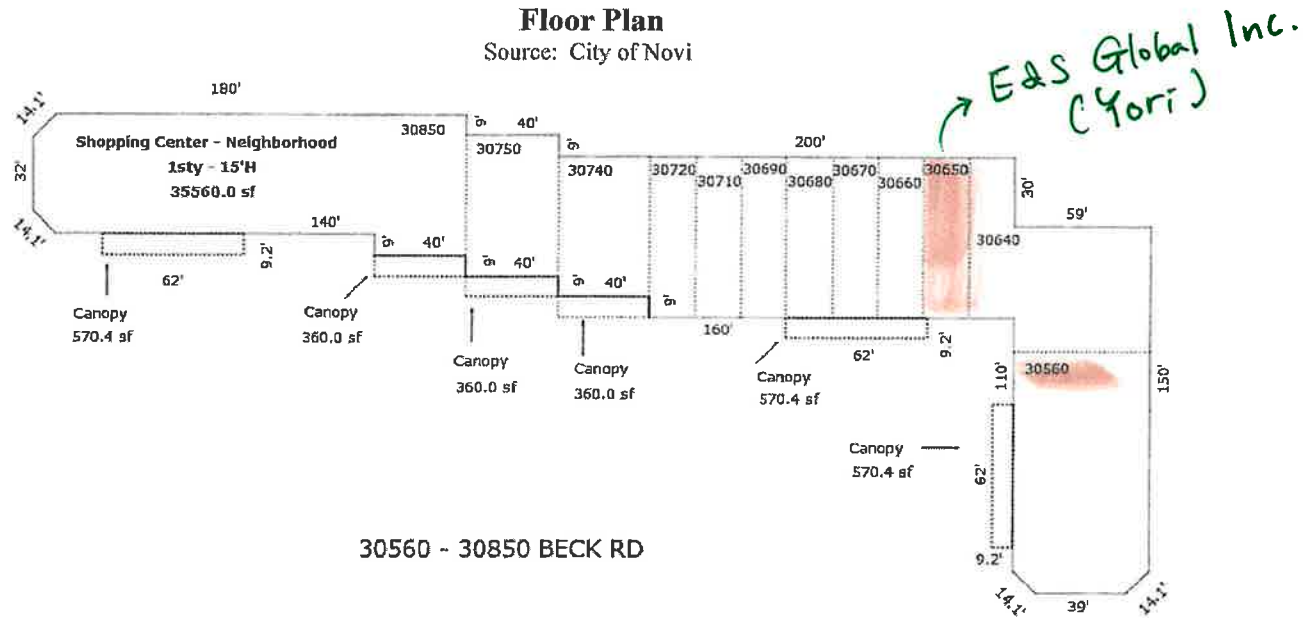 Floor Plan
Source: City of Novi
E&S Global Inc.
(Yori)
180'
14.1'
32'
14.1'
Shopping Center - Neighborhood
1sty - 15'H
35560.0 sf
30850
9'
40'
30750
9'
30740
200'
30720
30710
30690
30680
30670
30660
30650
30640
30'
59'
140'
9.2'
62'
Canopy
570.4 sf
9'
40'
Canopy
360.0 sf
9'
40'
Canopy
360.0 sf
9'
40'
9'
Canopy
360.0 sf
160'
62'
9.2'
Canopy
570.4 sf
110'
30560
150'
Canopy
570.4 sf
62'
9.2'
14.1'
39'
14.1'
30560 - 30850 BECK RD